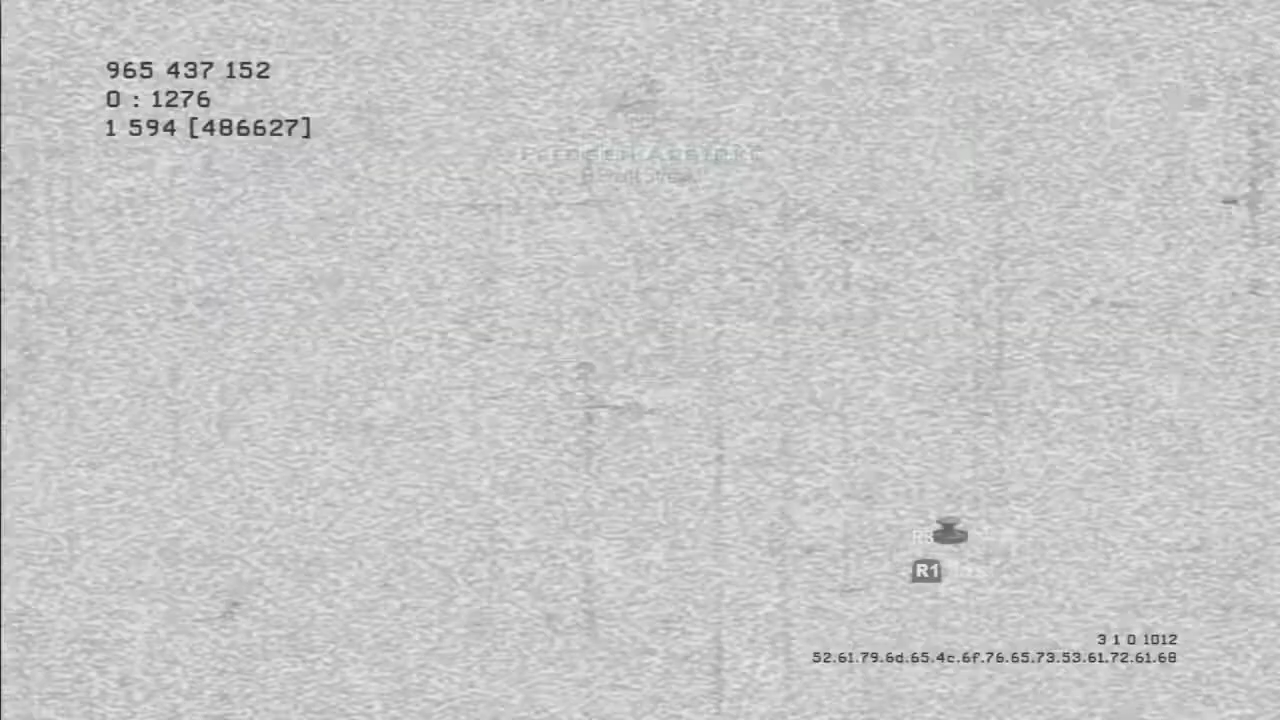 965 437 152
0 : 1276
1 594 [486627]
R3
R1
3 1 0 1012
52.61.79.6d.65.4c.6f.76.65.73.53.61.72.61.68